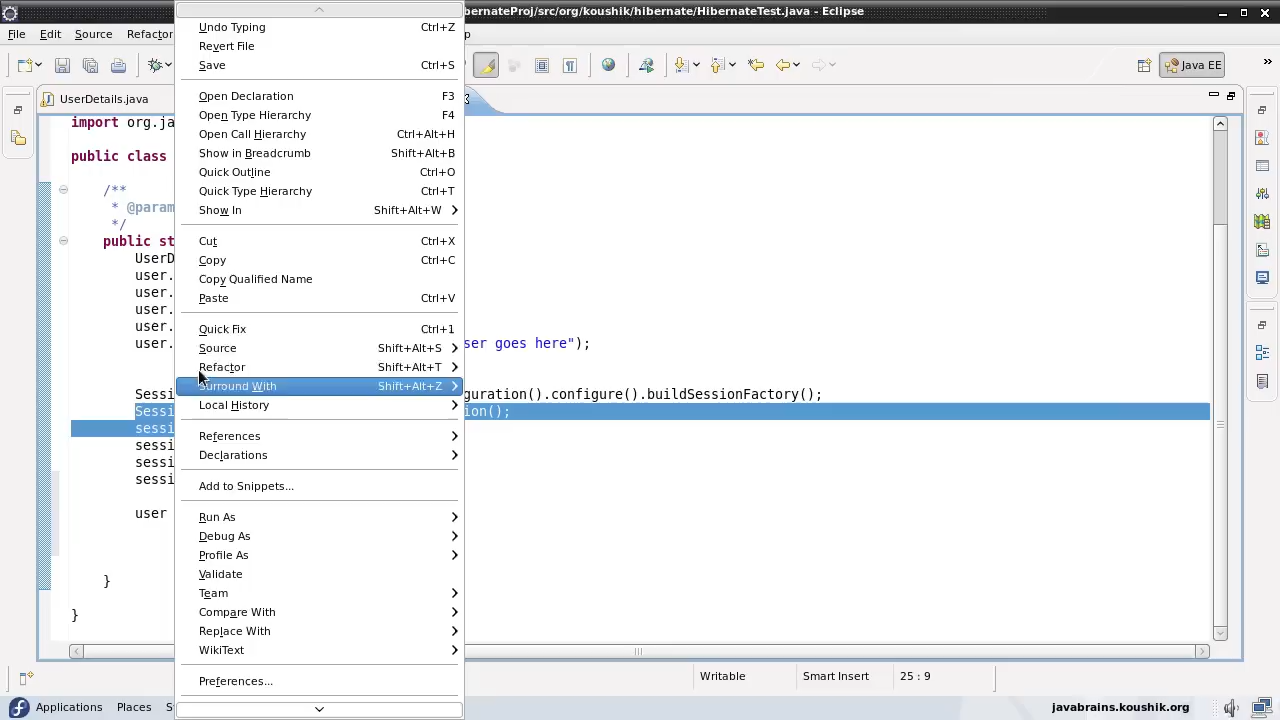 bernateProj/src/org/koushik/hibernate/HibernateTest.java - Eclipse
File Edit Source Refactor p
Java EE »
UserDetails.java
import org.ja
public class
/**
* @param
*/
public st
UserD
user.
user.
user.
user.
user. ser goes here");
Sessi guration().configure().buildSessionFactory();
Sessi ion();
sessi
sessi
sessi
sessi
user
}
}
Undo Typing Ctrl+Z
Revert File
Save Ctrl+S
Open Declaration F3
Open Type Hierarchy F4
Open Call Hierarchy Ctrl+Alt+H
Show in Breadcrumb Shift+Alt+B
Quick Outline Ctrl+O
Quick Type Hierarchy Ctrl+T
Show In Shift+Alt+W
Cut Ctrl+X
Copy Ctrl+C
Copy Qualified Name
Paste Ctrl+V
Quick Fix Ctrl+1
Source Shift+Alt+S
Refactor Shift+Alt+T
Surround With Shift+Alt+Z
Local History
References
Declarations
Add to Snippets...
Run As
Debug As
Profile As
Validate
Team
Compare With
Replace With
WikiText
Preferences...
Writable Smart Insert 25 : 9
Applications Places S javabrains.koushik.org